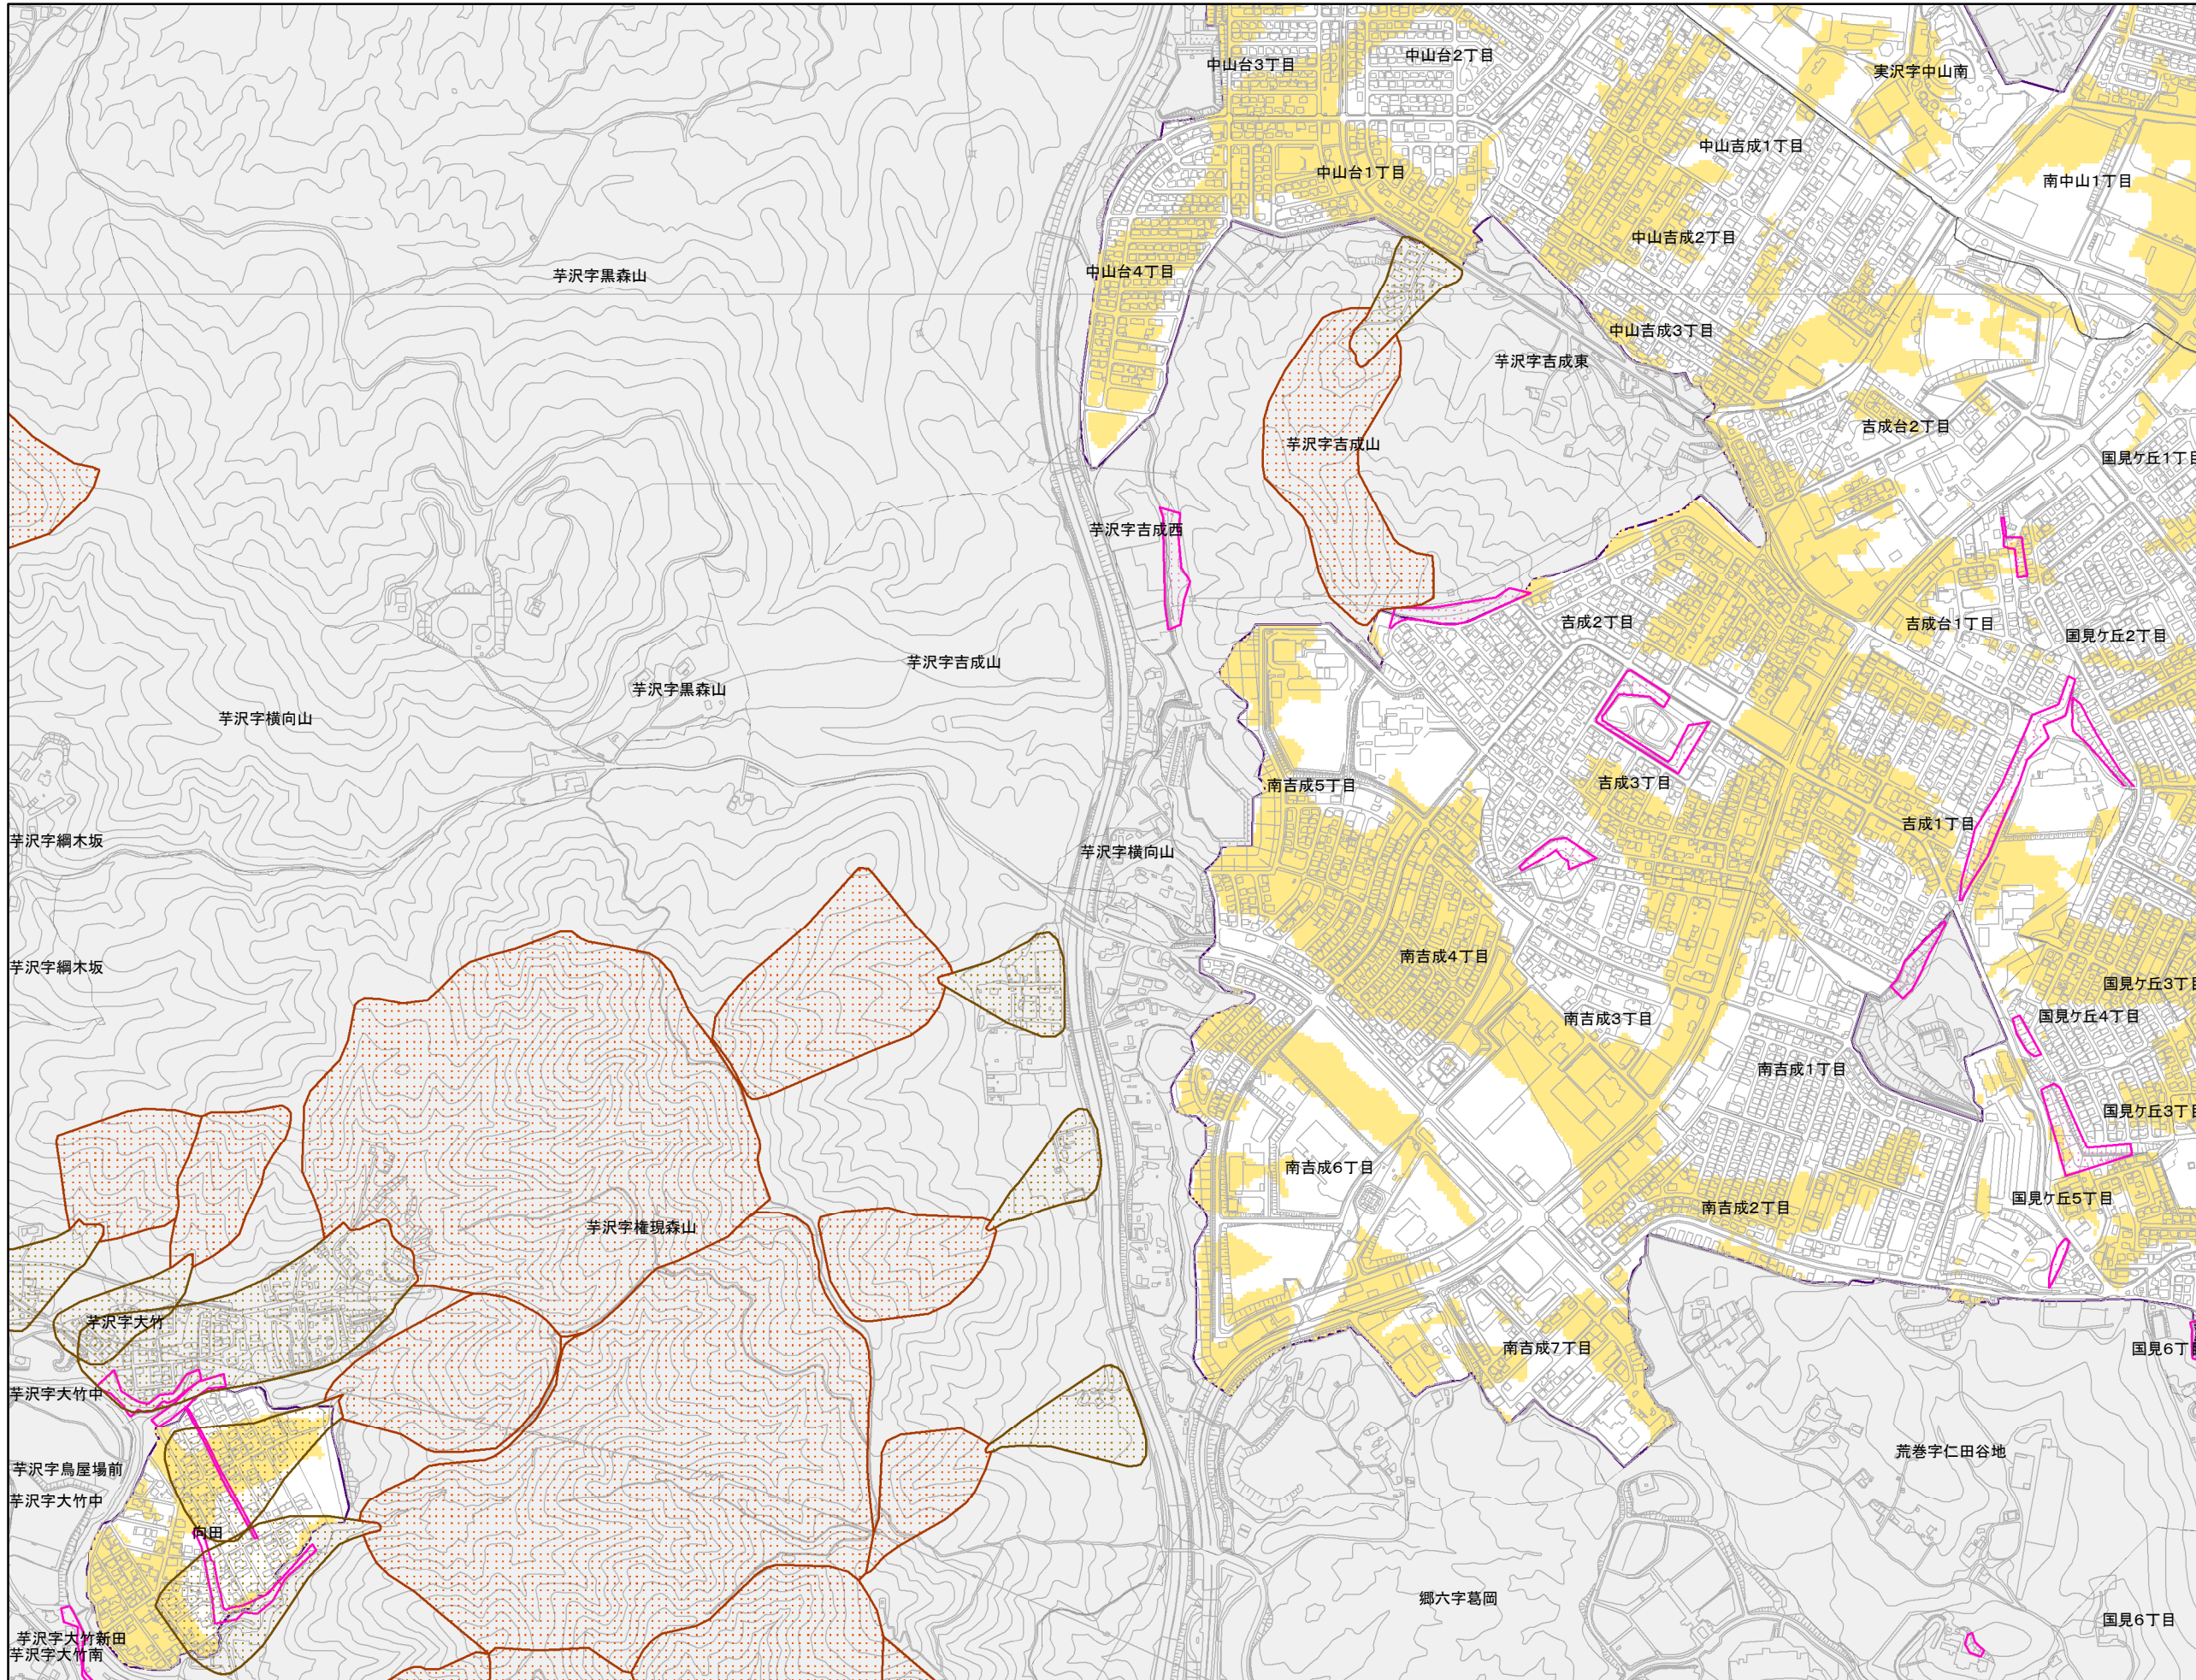 中山台3丁目
中山台2丁目
実沢字中山南
中山吉成1丁目
中山台1丁目
南中山1丁目
中山吉成2丁目
中山台4丁目
芋沢字黒森山
中山吉成3丁目
芋沢字吉成東
吉成台2丁目
芋沢字吉成山
国見ケ丘1丁目
芋沢字吉成西
吉成2丁目
吉成台1丁目
国見ケ丘2丁目
芋沢字吉成山
芋沢字黒森山
芋沢字横向山
南吉成5丁目
吉成3丁目
吉成1丁目
芋沢字綱木坂
芋沢字横向山
南吉成4丁目
芋沢字綱木坂
国見ケ丘3丁目
南吉成3丁目
国見ケ丘4丁目
南吉成1丁目
国見ケ丘3丁目
南吉成6丁目
国見ケ丘5丁目
南吉成2丁目
芋沢字権現森山
芋沢字大竹
南吉成7丁目
国見6丁目
芋沢字大竹中
荒巻字仁田谷地
芋沢字鳥屋場前
芋沢字大竹中
向田
郷六字葛岡
国見6丁目
芋沢字大竹新田
芋沢字大竹南